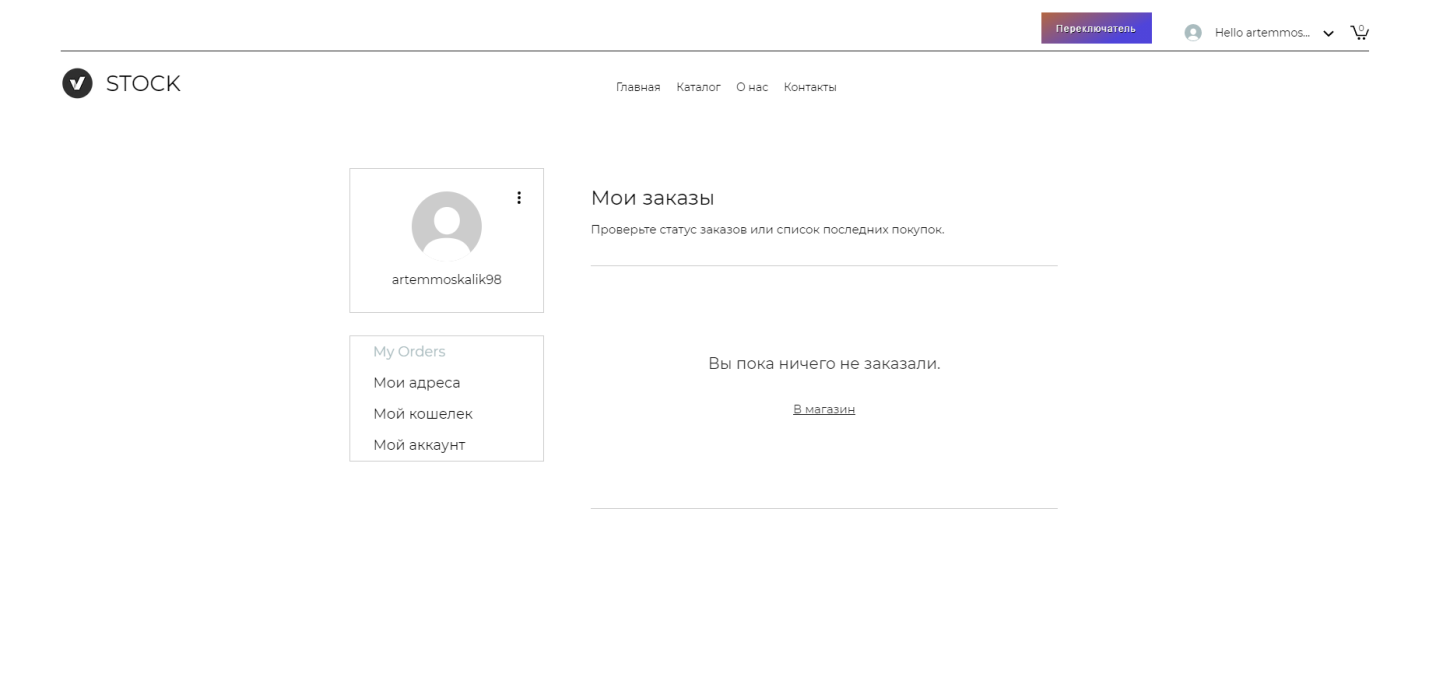 Переключатель
Hello artemmos...
0
STOCK
Главная Каталог О нас Контакты
artemmoskalik98
My Orders
Мои адреса
Мой кошелек
Мой аккаунт
Мои заказы
Проверьте статус заказов или список последних покупок.
Вы пока ничего не заказали.
В магазин